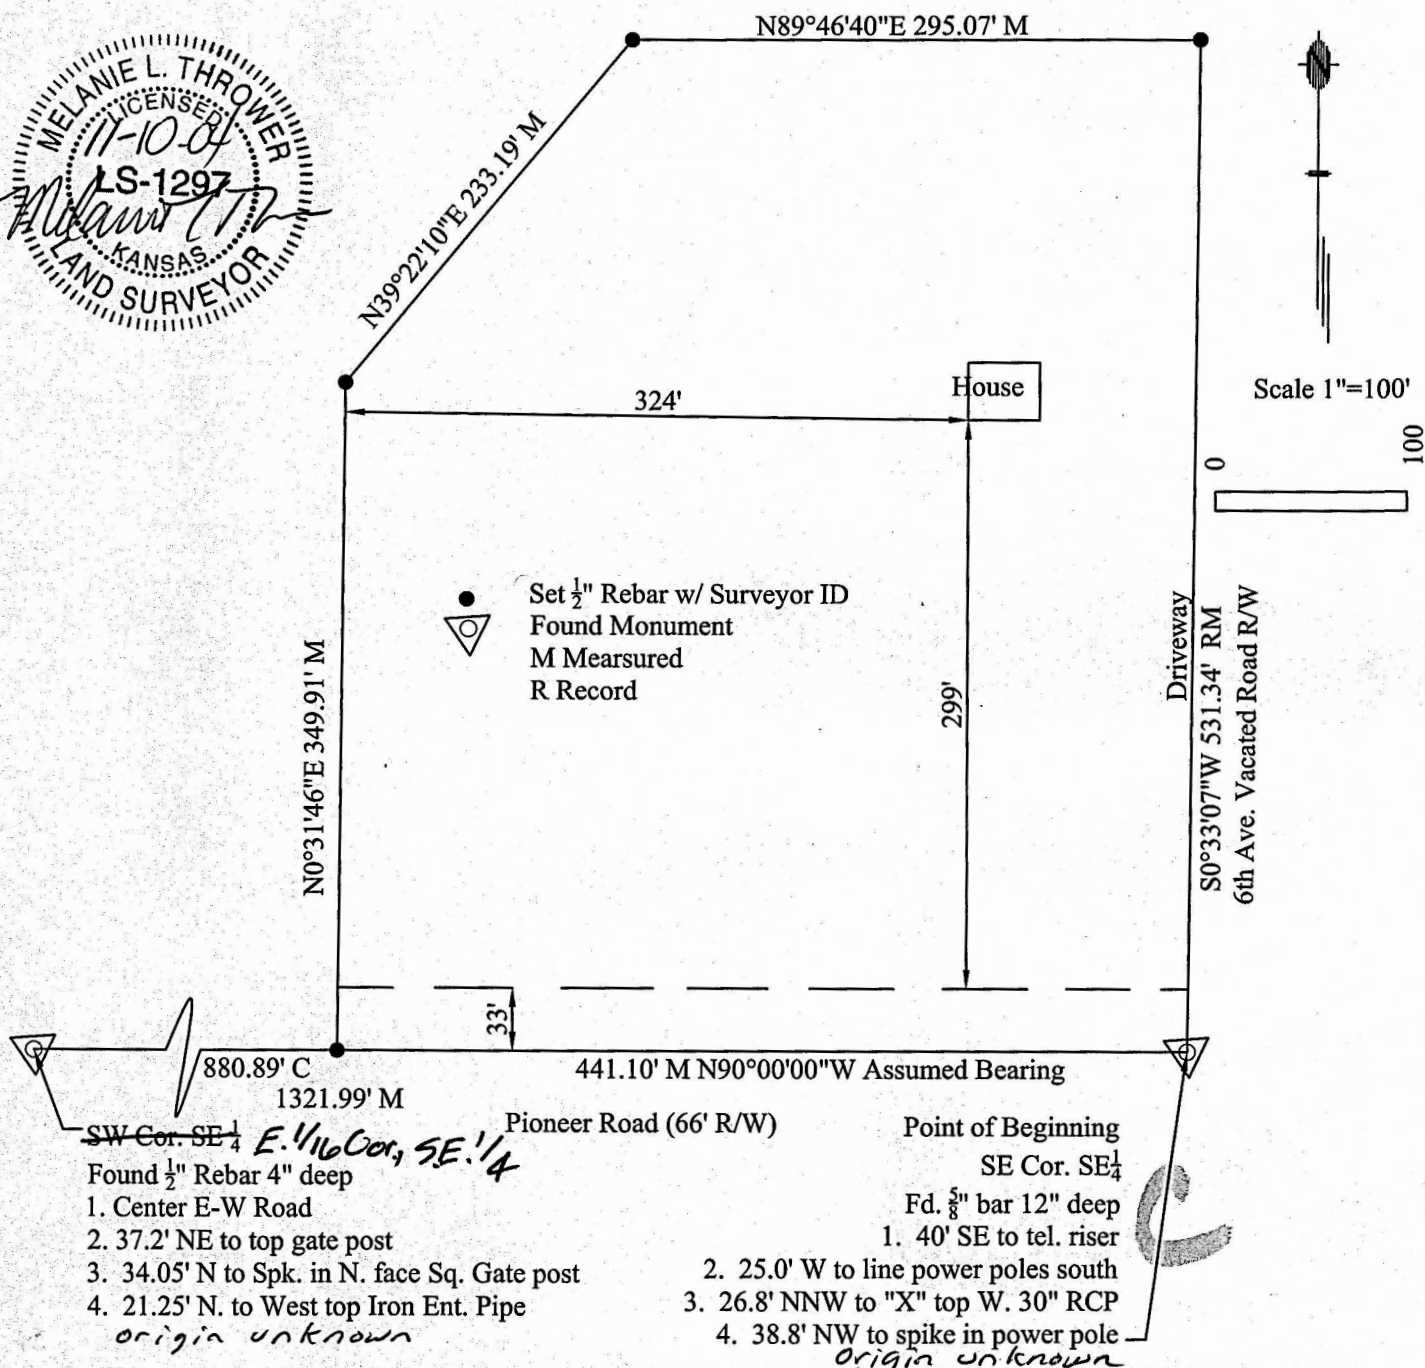 N89°46'40"E 295.07' M
MELANIE L. THROWER
LICENSED
11-10-04
LS-1297
KANSAS
LAND SURVEYOR
N
N39°22'10"E 233.19' M
House
324'
Scale 1"=100'
0
100
Set ½" Rebar w/ Surveyor ID
Found Monument
M Mearsured
R Record
N0°31'46"E 349.91' M
299'
Driveway
S0°33'07"W 531.34' RM
6th Ave. Vacated Road R/W
33'
880.89' C
441.10' M N90°00'00"W Assumed Bearing
1321.99' M
Pioneer Road (66' R/W)
SW Cor. SE ¼ E. 1/16 Cor., S.E. 1/4
Found ½" Rebar 4" deep
1. Center E-W Road
2. 37.2' NE to top gate post
3. 34.05' N to Spk. in N. face Sq. Gate post
4. 21.25' N. to West top Iron Ent. Pipe
origin unknown
Point of Beginning
SE Cor. SE¼
Fd. ⅝" bar 12" deep
1. 40' SE to tel. riser
2. 25.0' W to line power poles south
3. 26.8' NNW to "X" top W. 30" RCP
4. 38.8' NW to spike in power pole
origin unknown